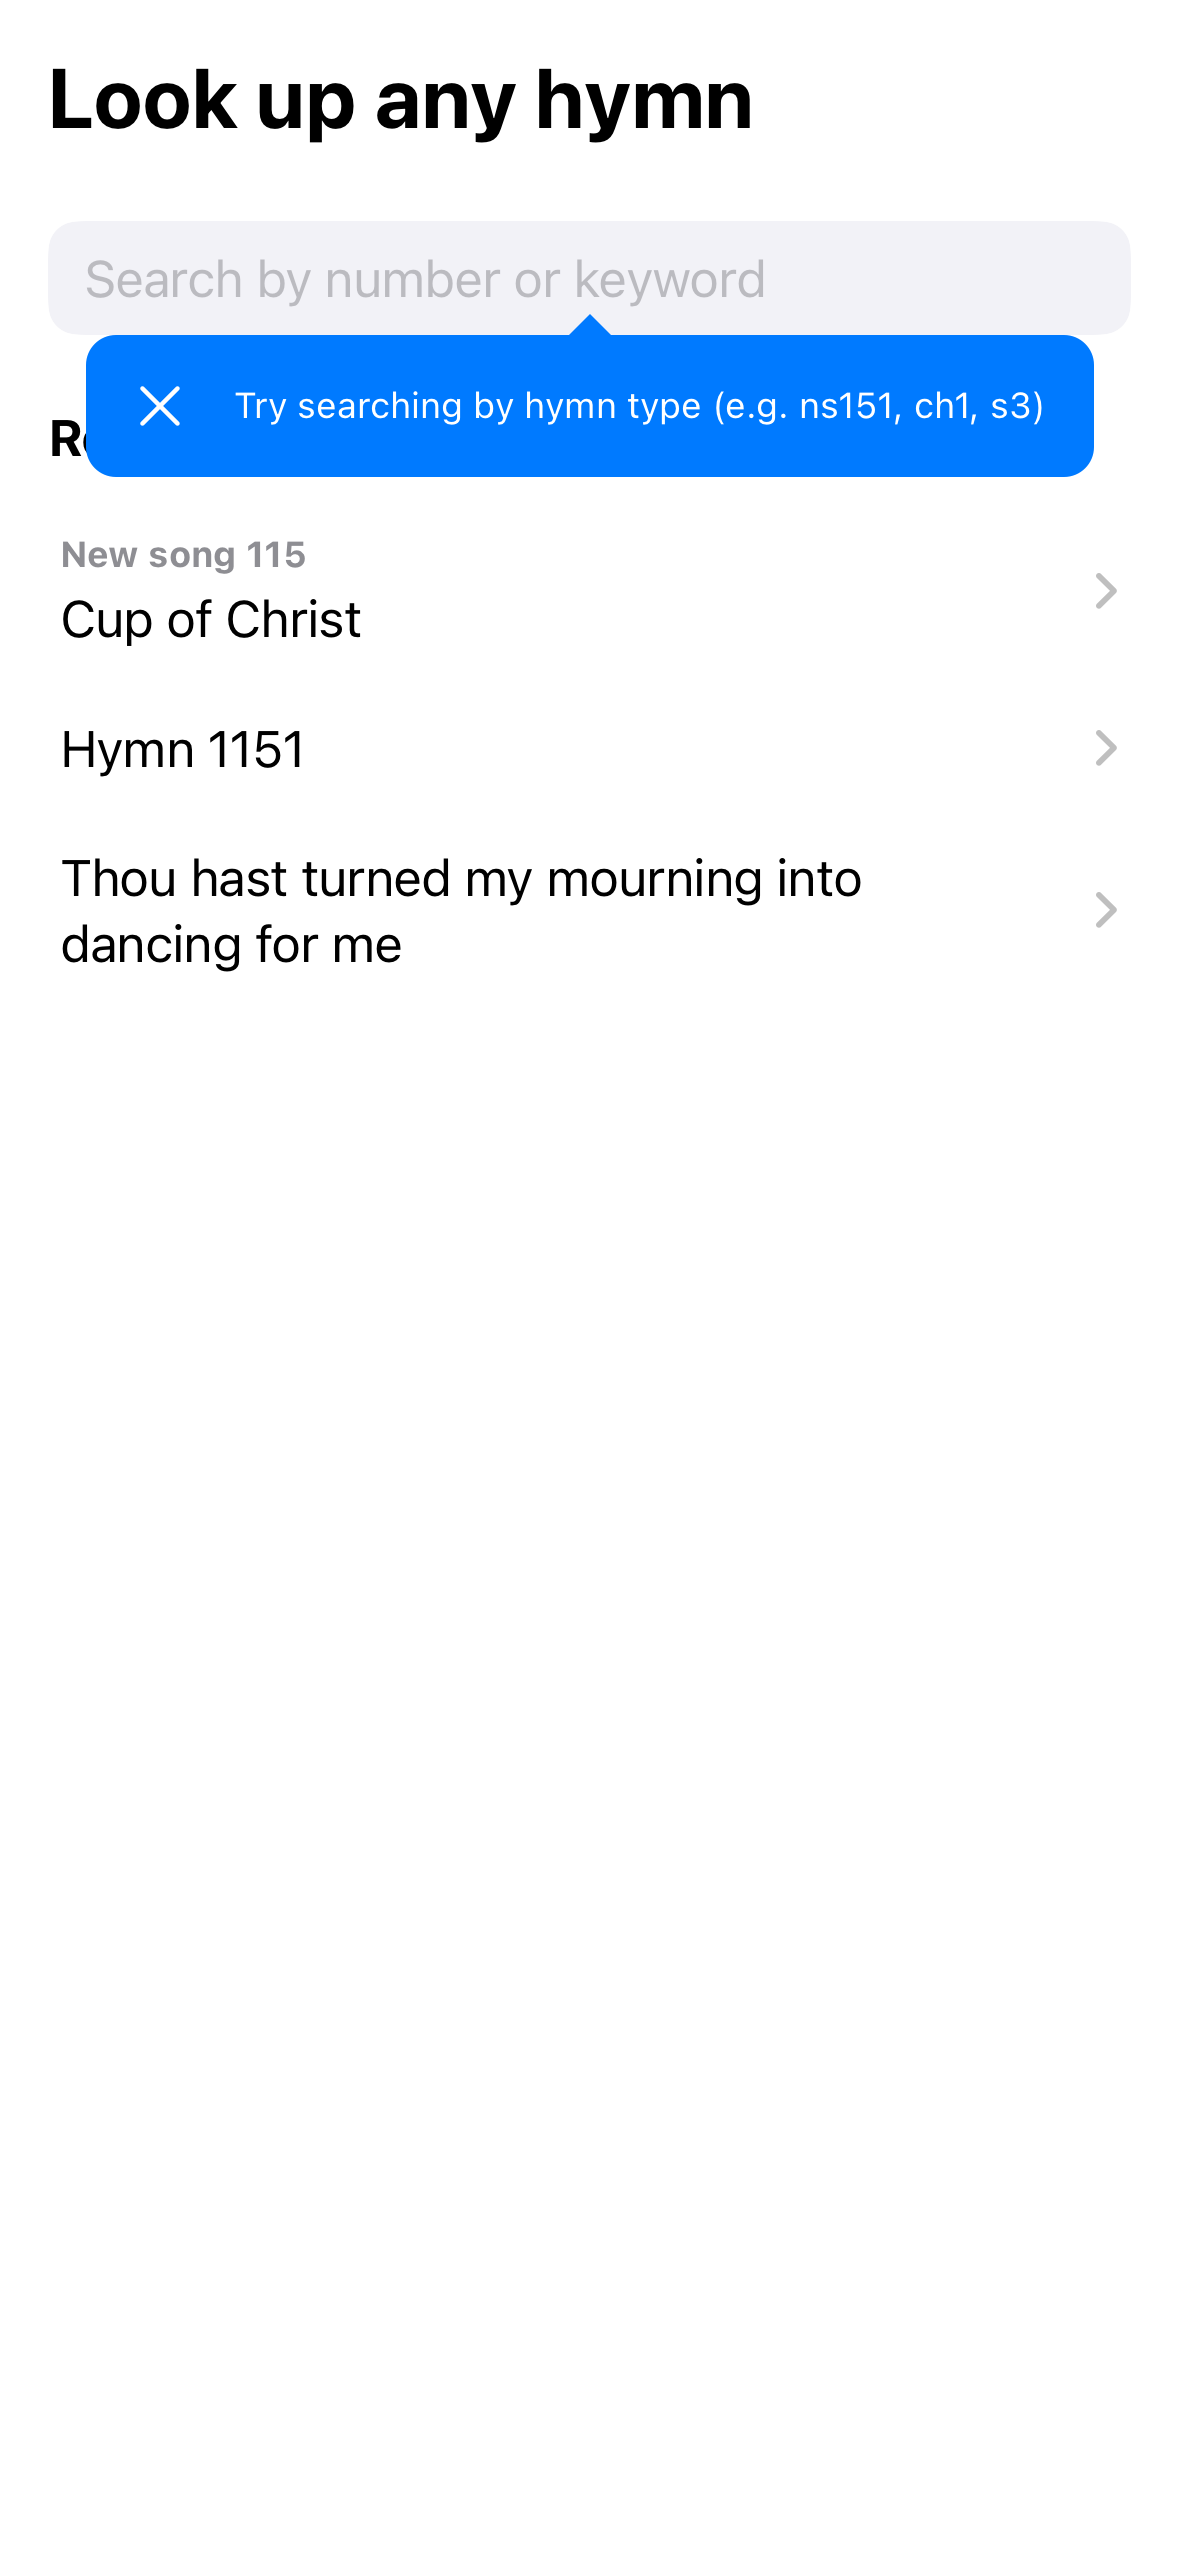 Look up any hymn
Search by number or keyword
Try searching by hymn type (e.g. ns151, ch1, s3)
New song 115
Cup of Christ
Hymn 1151
Thou hast turned my mourning into
dancing for me